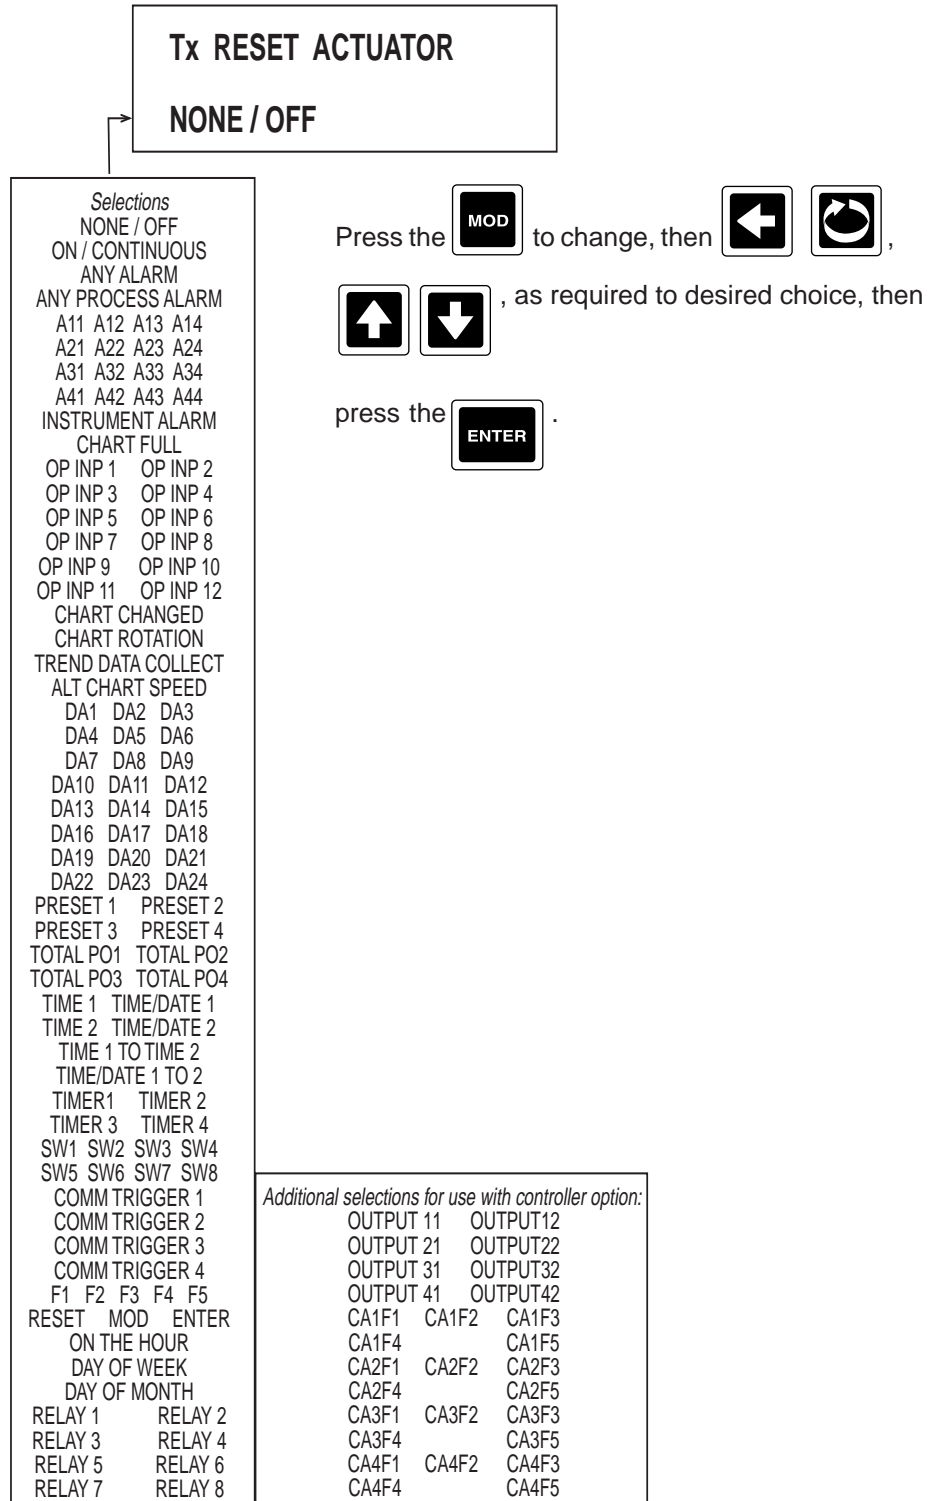 Tx RESET ACTUATOR
NONE / OFF
Selections
NONE / OFF
ON / CONTINUOUS
ANY ALARM
ANY PROCESS ALARM
A11 A12 A13 A14
A21 A22 A23 A24
A31 A32 A33 A34
A41 A42 A43 A44
INSTRUMENT ALARM
CHART FULL
OP INP 1 OP INP 2
OP INP 3 OP INP 4
OP INP 5 OP INP 6
OP INP 7 OP INP 8
OP INP 9 OP INP 10
OP INP 11 OP INP 12
CHART CHANGED
CHART ROTATION
TREND DATA COLLECT
ALT CHART SPEED
DA1 DA2 DA3
DA4 DA5 DA6
DA7 DA8 DA9
DA10 DA11 DA12
DA13 DA14 DA15
DA16 DA17 DA18
DA19 DA20 DA21
DA22 DA23 DA24
PRESET 1 PRESET 2
PRESET 3 PRESET 4
TOTAL PO1 TOTAL PO2
TOTAL PO3 TOTAL PO4
TIME 1 TIME/DATE 1
TIME 2 TIME/DATE 2
TIME 1 TO TIME 2
TIME/DATE 1 TO 2
TIMER1 TIMER 2
TIMER 3 TIMER 4
SW1 SW2 SW3 SW4
SW5 SW6 SW7 SW8
COMM TRIGGER 1
COMM TRIGGER 2
COMM TRIGGER 3
COMM TRIGGER 4
F1 F2 F3 F4 F5
RESET MOD ENTER
ON THE HOUR
DAY OF WEEK
DAY OF MONTH
RELAY 1 RELAY 2
RELAY 3 RELAY 4
RELAY 5 RELAY 6
RELAY 7 RELAY 8
Press the MOD to change, then ,
, as required to desired choice, then
press the ENTER .
Additional selections for use with controller option:
OUTPUT 11 OUTPUT12
OUTPUT 21 OUTPUT22
OUTPUT 31 OUTPUT32
OUTPUT 41 OUTPUT42
CA1F1 CA1F2 CA1F3
CA1F4 CA1F5
CA2F1 CA2F2 CA2F3
CA2F4 CA2F5
CA3F1 CA3F2 CA3F3
CA3F4 CA3F5
CA4F1 CA4F2 CA4F3
CA4F4 CA4F5